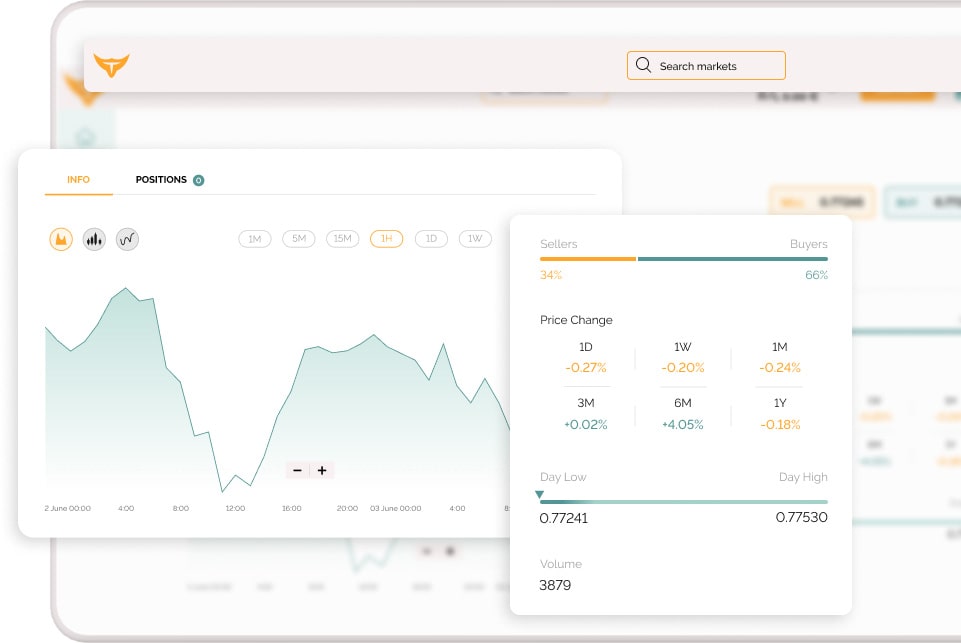 Search markets
INFO POSITIONS 0
1M 5M 15M 1H 1D 1W
2 June 00:00 4:00 8:00 12:00 16:00 20:00 03 June 00:00 4:00
Sellers Buyers
34% 66%
Price Change
1D 1W 1M
-0.27% -0.20% -0.24%
3M 6M 1Y
+0.02% +4.05% -0.18%
Day Low Day High
0.77241 0.77530
Volume
3879